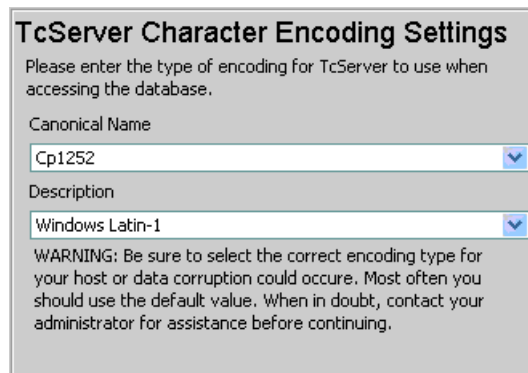 TcServer Character Encoding Settings
Please enter the type of encoding for TcServer to use when
accessing the database.
Canonical Name
Cp1252
Description
Windows Latin-1
WARNING: Be sure to select the correct encoding type for
your host or data corruption could occure. Most often you
should use the default value. When in doubt, contact your
administrator for assistance before continuing.